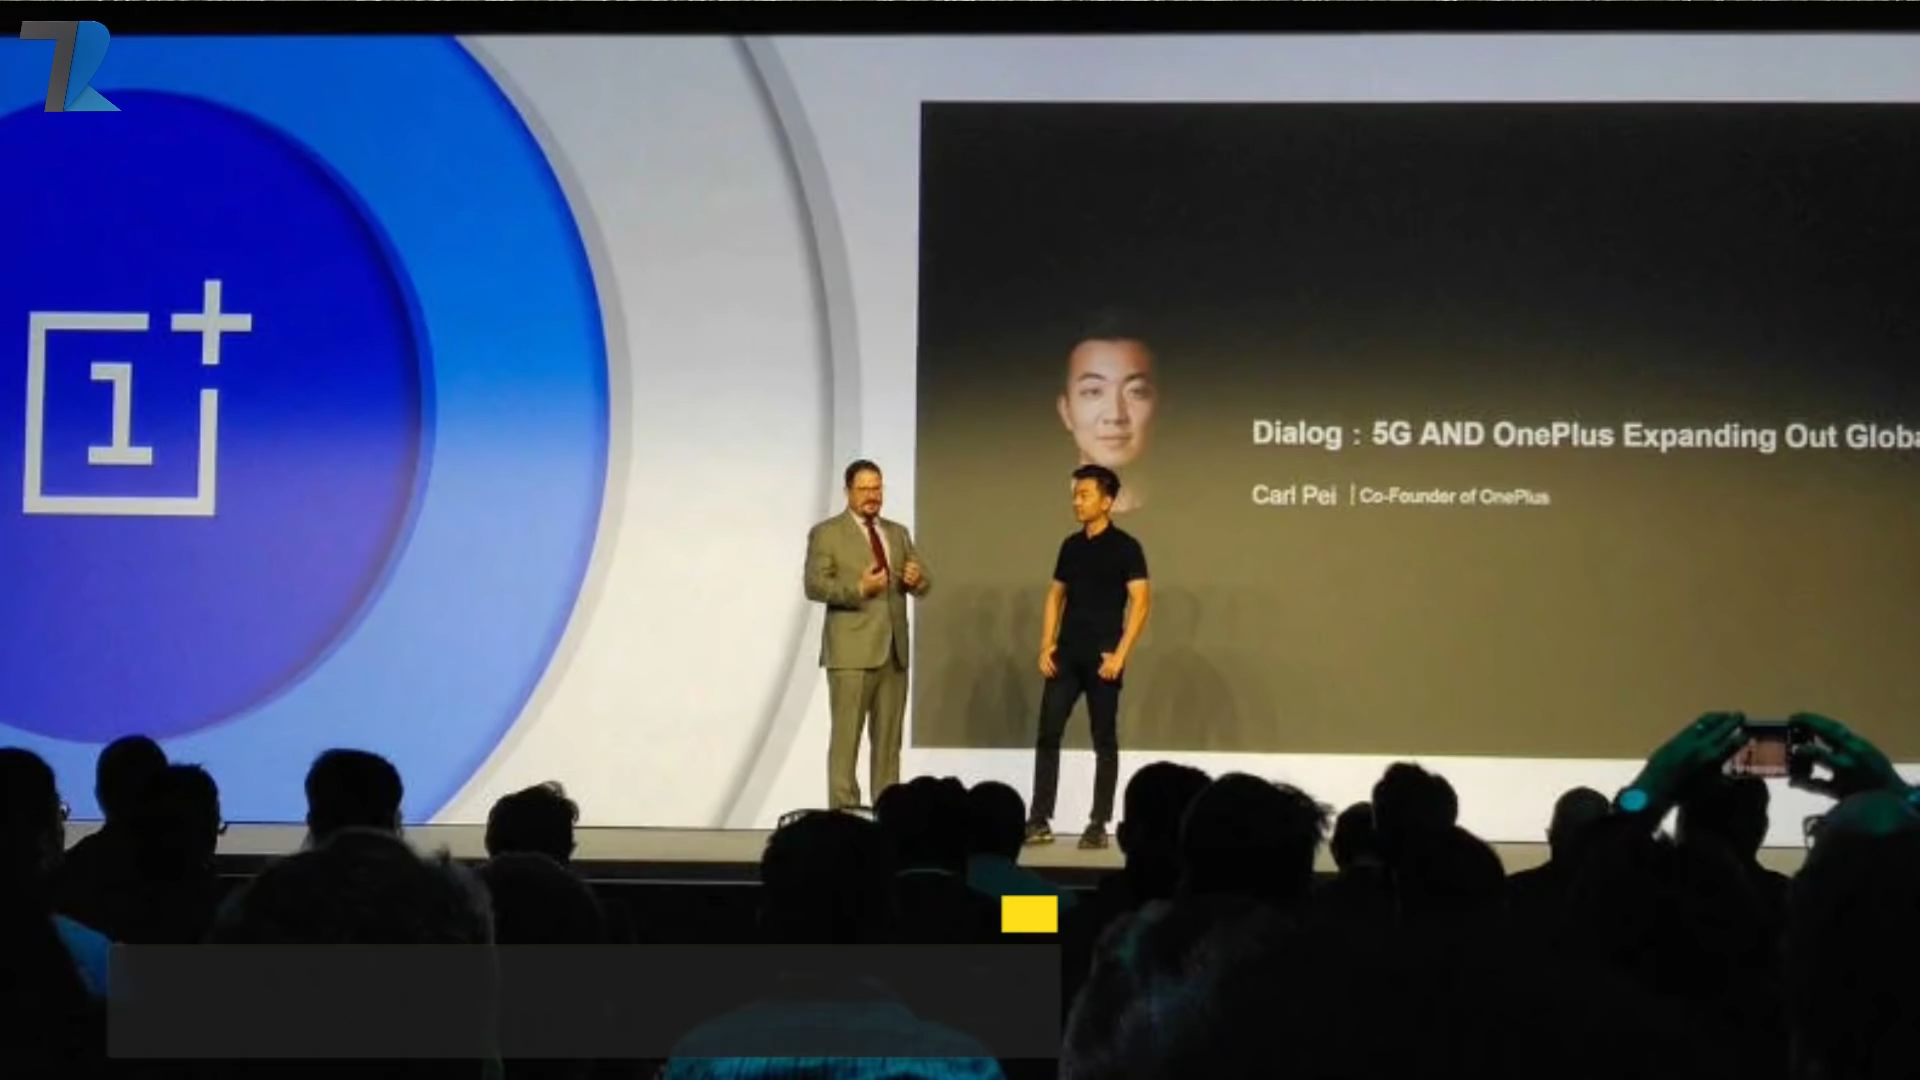 1+
Dialog : 5G AND OnePlus Expanding Out Globa
Carl Pei | Co-Founder of OnePlus